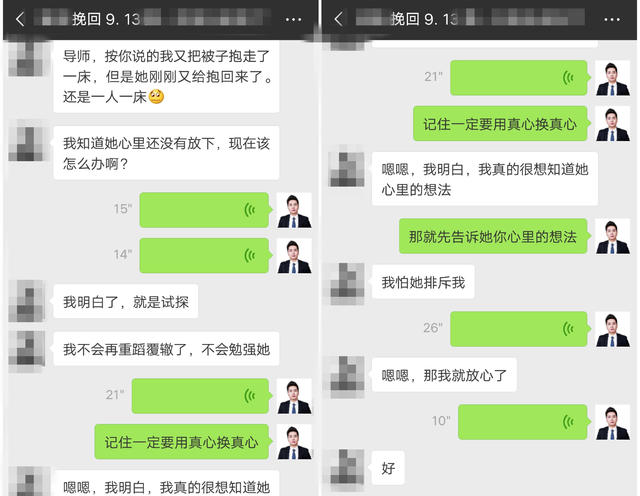 挽回 9. 13
导师，按你说的我又把被子抱走了
一床，但是她刚刚又给抱回来了。
还是一人一床
我知道她心里还没有放下，现在该
怎么办啊？
15"
14"
我明白了，就是试探
我不会再重蹈覆辙了，不会勉强她
21"
记住一定要用真心换真心
嗯嗯，我明白，我真的很想知道她
挽回 9. 13
21"
记住一定要用真心换真心
嗯嗯，我明白，我真的很想知道她
心里的想法
那就先告诉她你心里的想法
我怕她排斥我
26"
嗯嗯，那我就放心了
10"
好